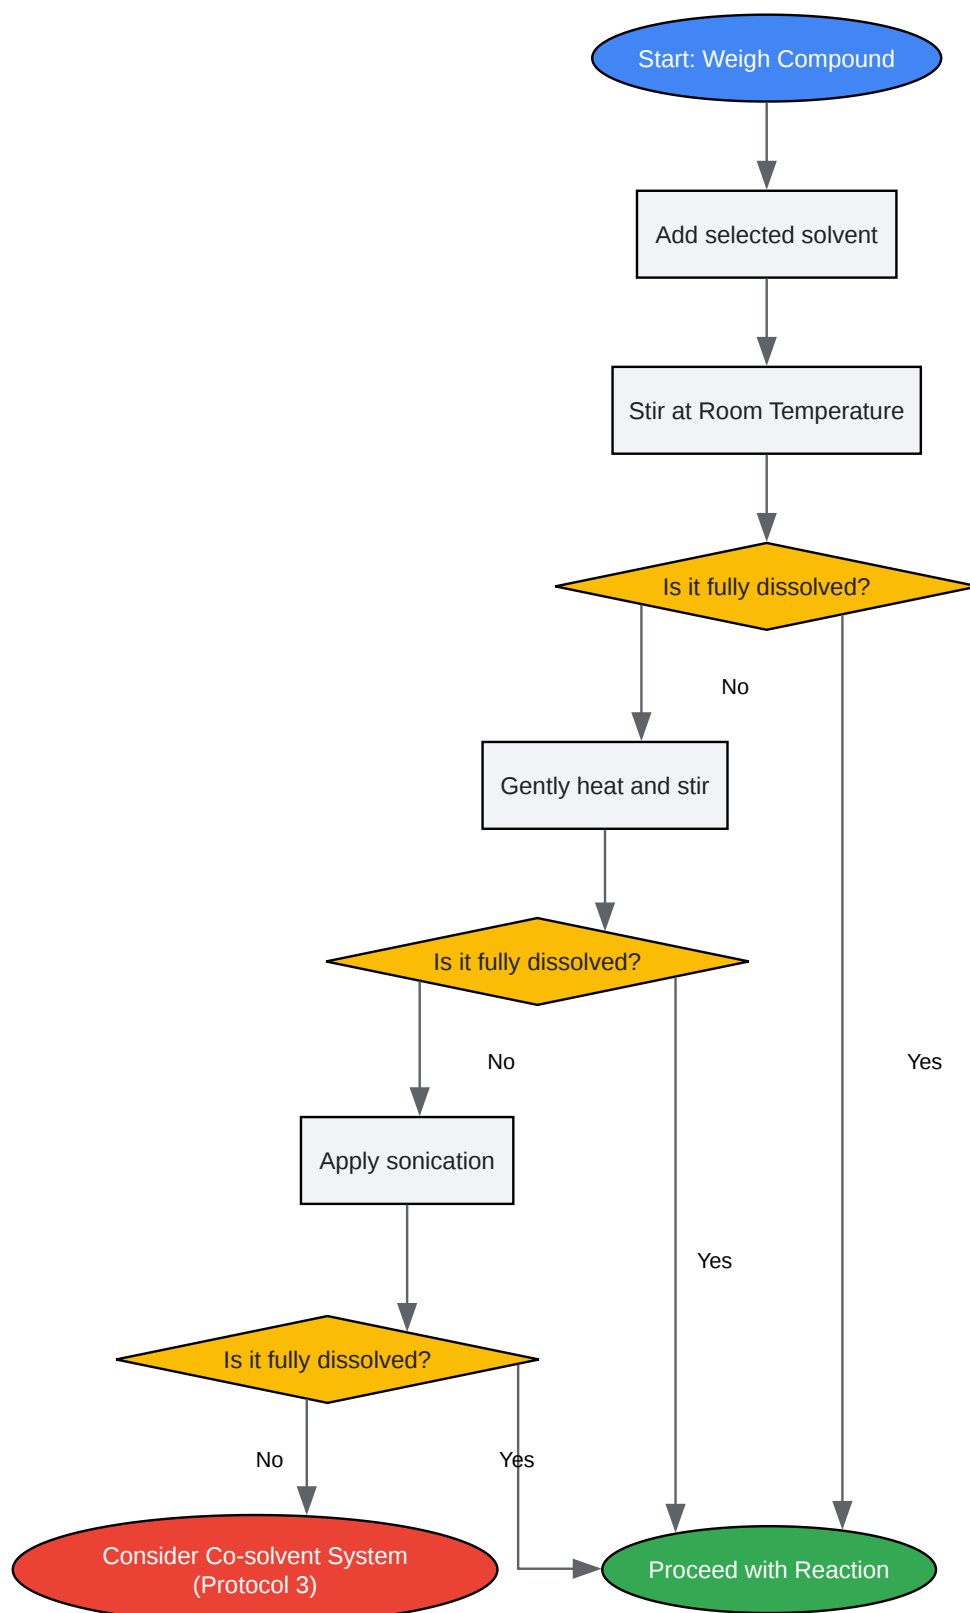 Start: Weigh Compound
Add selected solvent
Stir at Room Temperature
Is it fully dissolved?
No
Gently heat and stir
Is it fully dissolved?
No
Yes
Apply sonication
Yes
Is it fully dissolved?
No
Yes
Consider Co-solvent System
(Protocol 3)
Proceed with Reaction